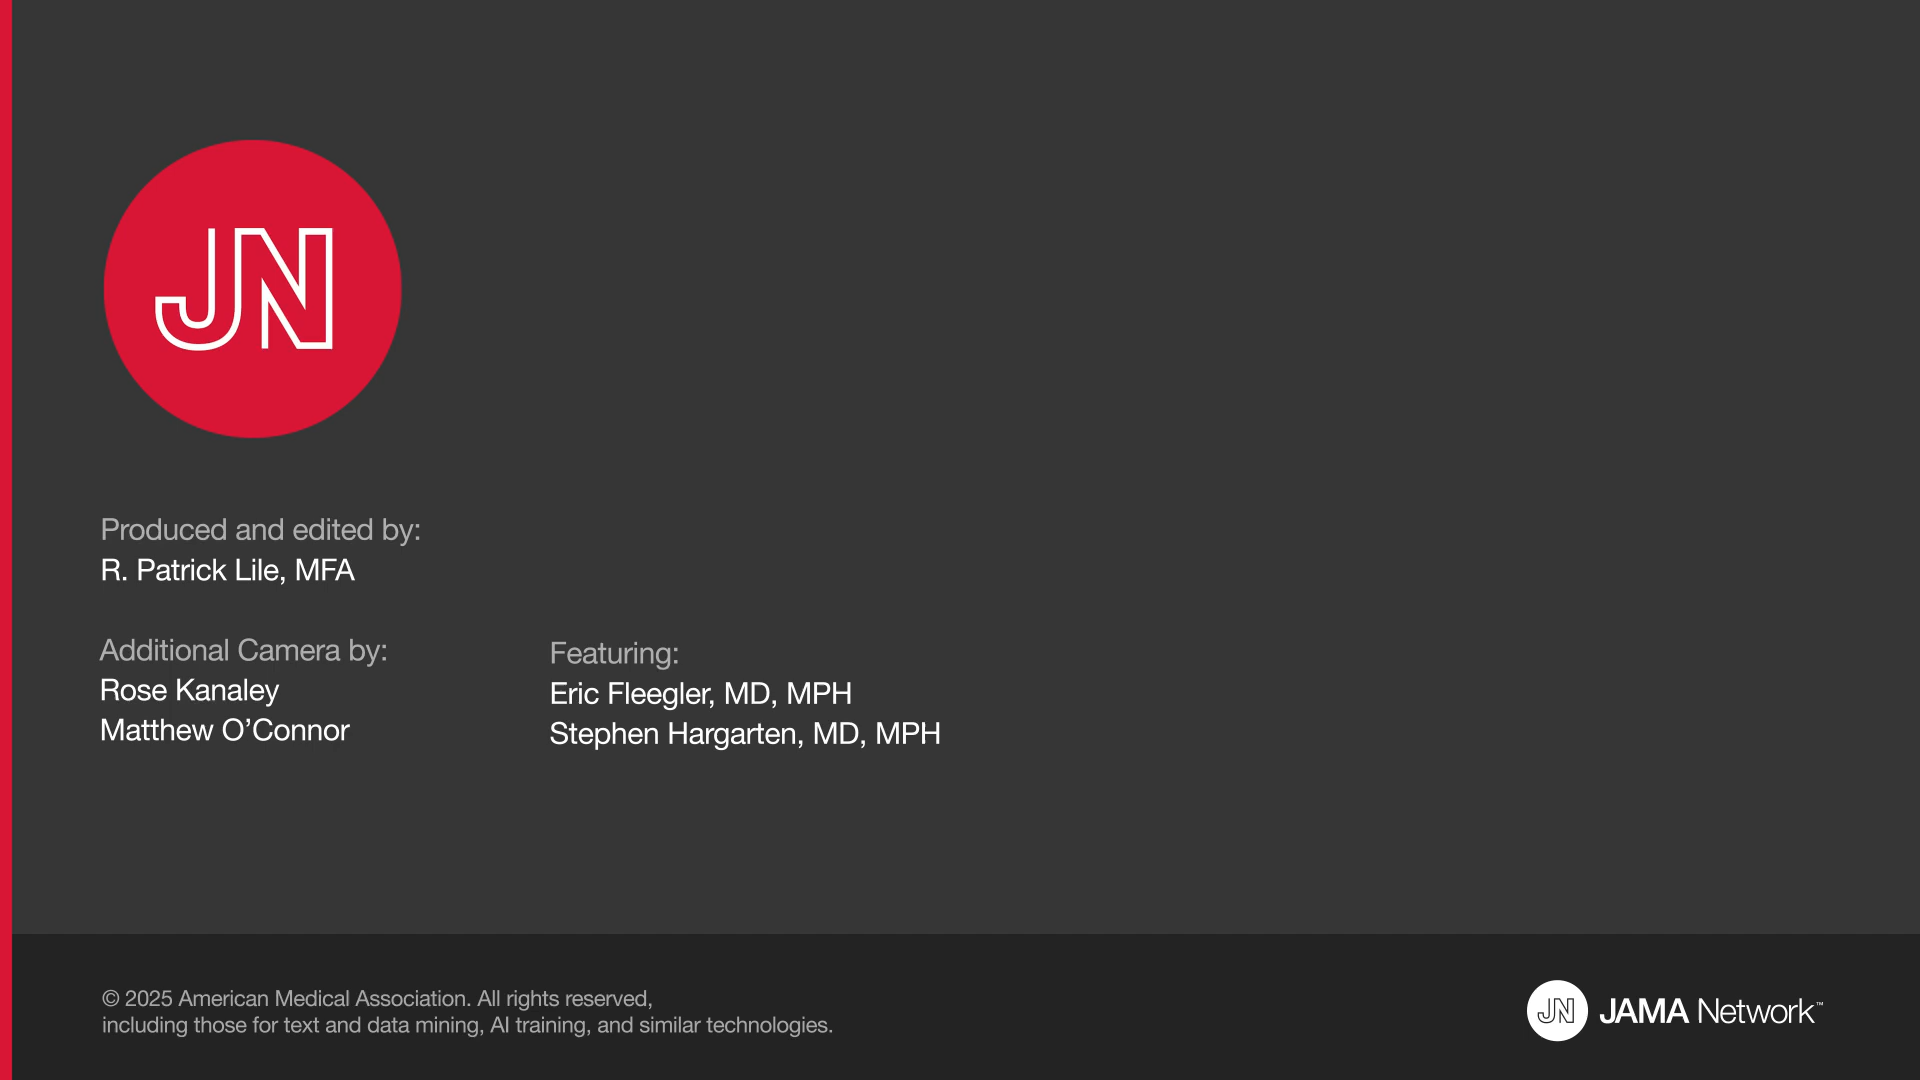 JN
Produced and edited by:
R. Patrick Lile, MFA
Additional Camera by:
Rose Kanaley
Matthew O’Connor
Featuring:
Eric Fleegler, MD, MPH
Stephen Hargarten, MD, MPH
© 2025 American Medical Association. All rights reserved,
including those for text and data mining, AI training, and similar technologies.
JN JAMA Network™